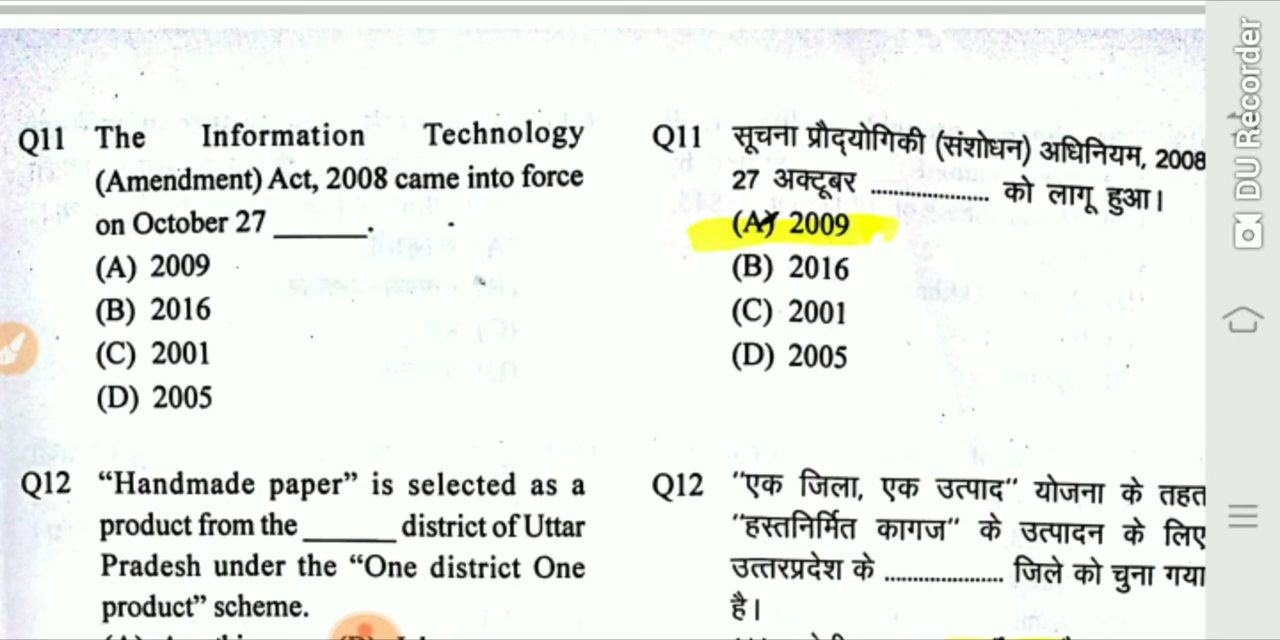 Q11 The Information Technology
(Amendment) Act, 2008 came into force
on October 27 ______.
(A) 2009
(B) 2016
(C) 2001
(D) 2005
Q12 “Handmade paper” is selected as a
product from the ______ district of Uttar
Pradesh under the “One district One
product” scheme.
Q11 सूचना प्रौद्योगिकी (संशोधन) अधिनियम, 2008
27 अक्टूबर ........................ को लागू हुआ।
(A) 2009
(B) 2016
(C) 2001
(D) 2005
Q12 "एक जिला, एक उत्पाद" योजना के तहत
"हस्तनिर्मित कागज" के उत्पादन के लिए
उत्तरप्रदेश के ........................ जिले को चुना गया
है।
DU Recorder